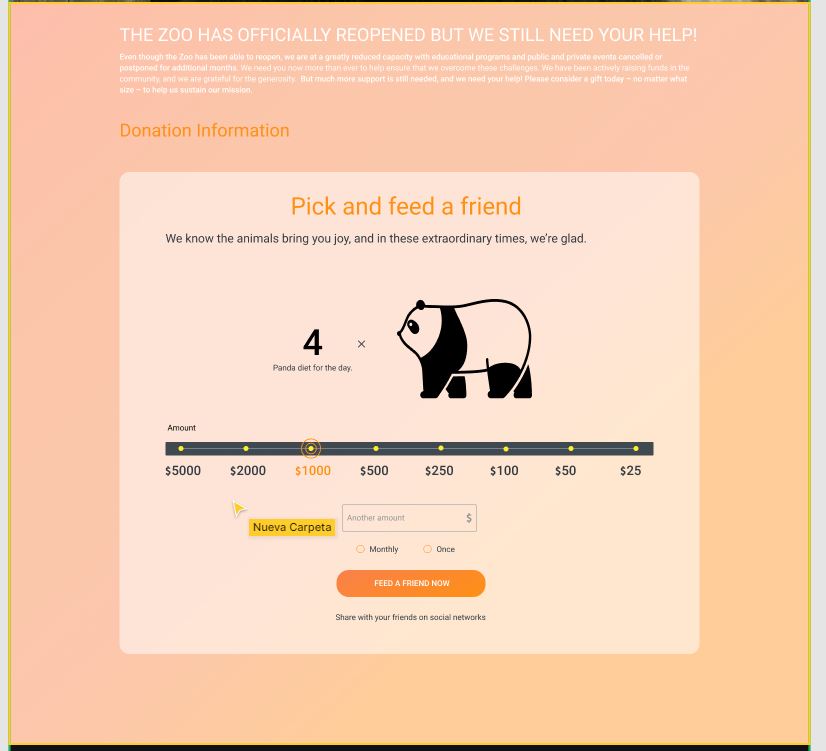 THE ZOO HAS OFFICIALLY REOPENED BUT WE STILL NEED YOUR HELP!
Even though the Zoo has been able to reopen, we are at a greatly reduced capacity with educational programs and public and private events cancelled or
postponed for additional months. We need you now more than ever to help ensure that we overcome these challenges. We have been actively raising funds in the
community, and we are grateful for the generosity. But much more support is still needed, and we need your help! Please consider a gift today – no matter what
size – to help us sustain our mission.
Donation Information
Pick and feed a friend
We know the animals bring you joy, and in these extraordinary times, we're glad.
4 ×
Panda diet for the day.
Amount
$5000 $2000 $1000 $500 $250 $100 $50 $25
Another amount $
Nueva Carpeta
Monthly Once
FEED A FRIEND NOW
Share with your friends on social networks